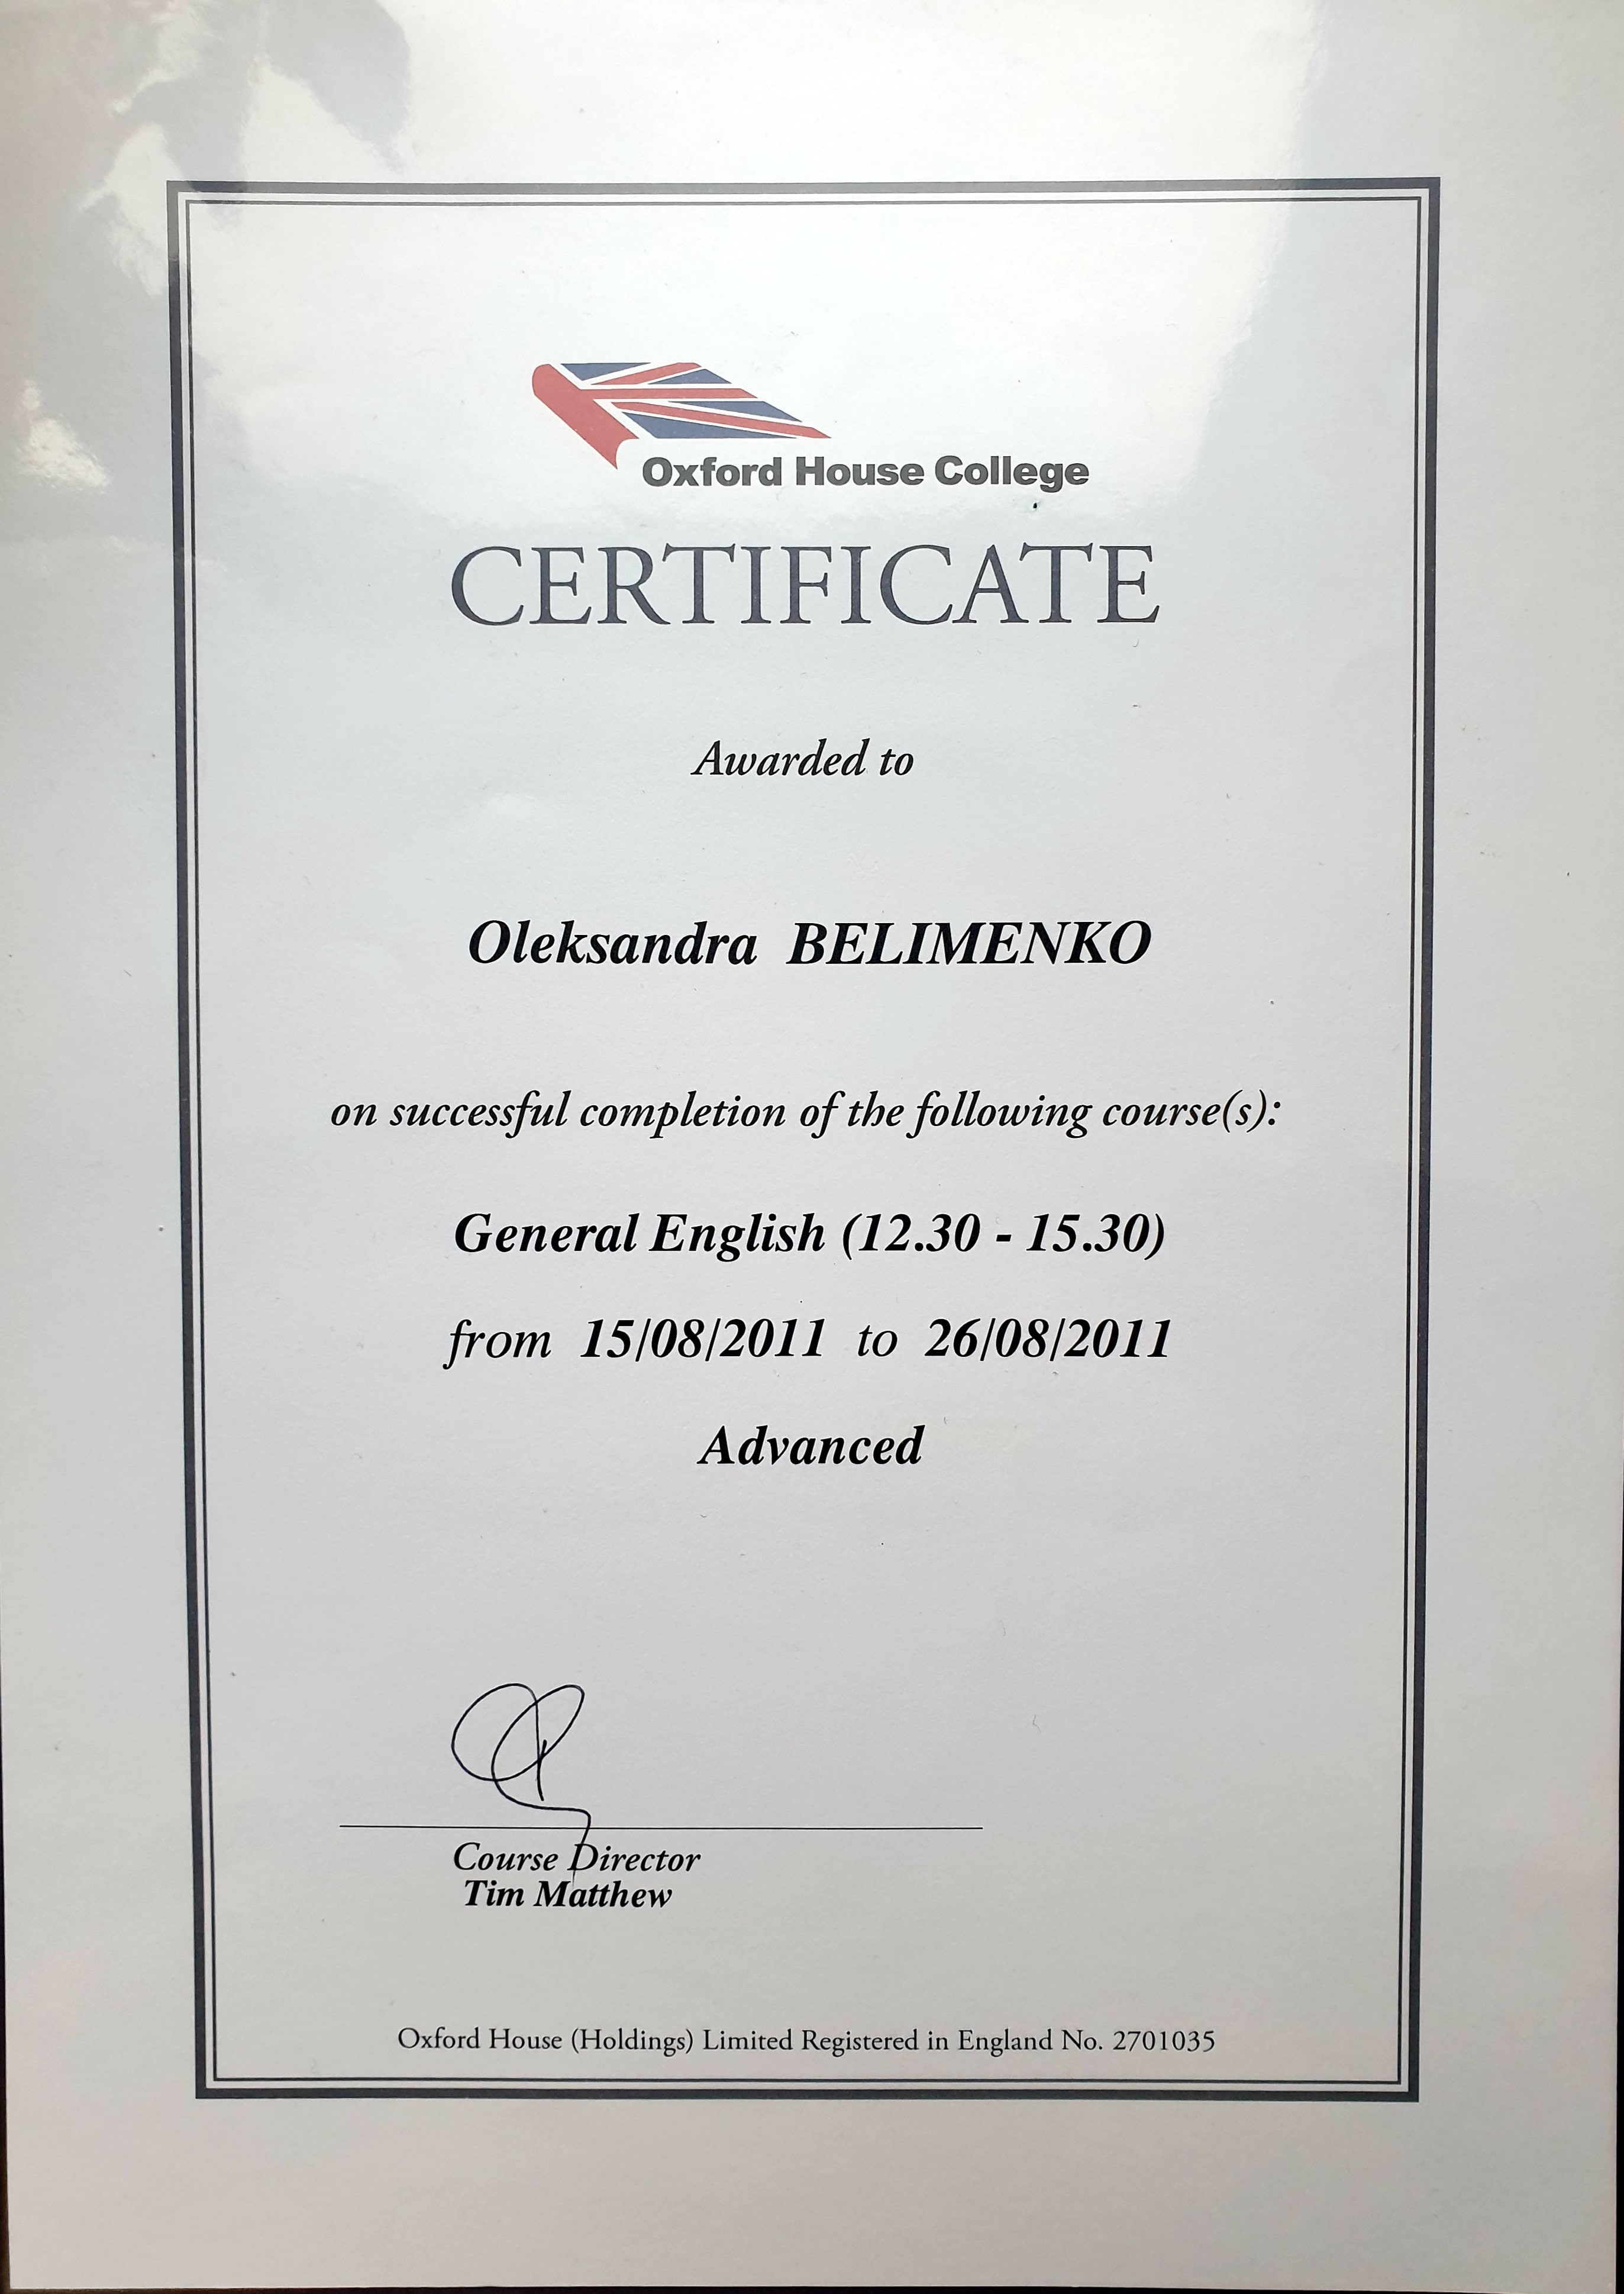 Oxford House College
CERTIFICATE
Awarded to
Oleksandra BELIMENKO
on successful completion of the following course(s):
General English (12.30 - 15.30)
from 15/08/2011 to 26/08/2011
Advanced
Course Director
Tim Matthew
Oxford House (Holdings) Limited Registered in England No. 2701035